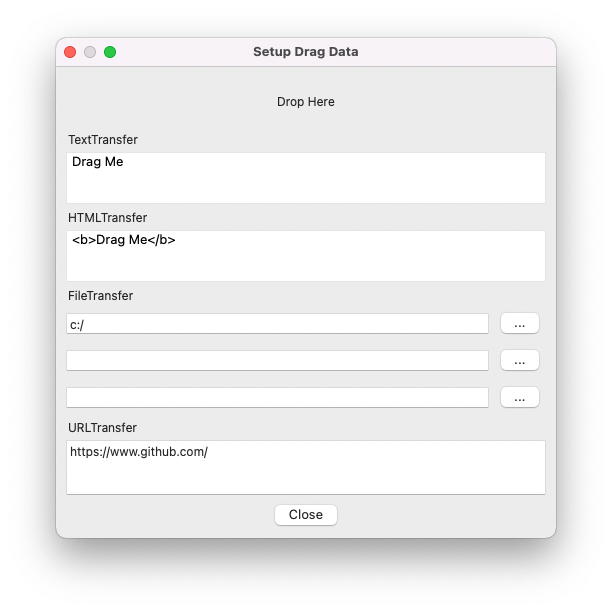 Setup Drag Data
Drop Here
TextTransfer
Drag Me
HTMLTransfer
<b>Drag Me</b>
FileTransfer
c:/ ...
...
...
URLTransfer
https://www.github.com/
Close